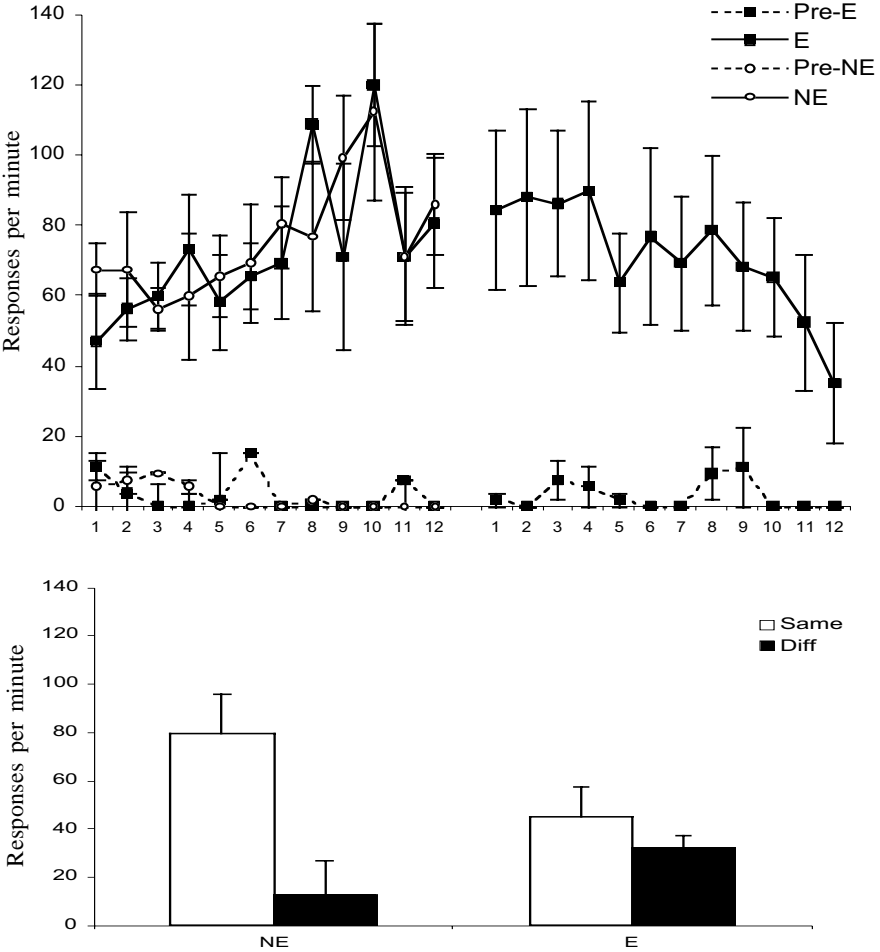 140
120
100
80
60
40
20
0
Responses per minute
Pre-E
E
Pre-NE
NE
1 2 3 4 5 6 7 8 9 10 11 12 1 2 3 4 5 6 7 8 9 10 11 12
140
120
100
80
60
40
20
0
Responses per minute
Same
Diff
NE E